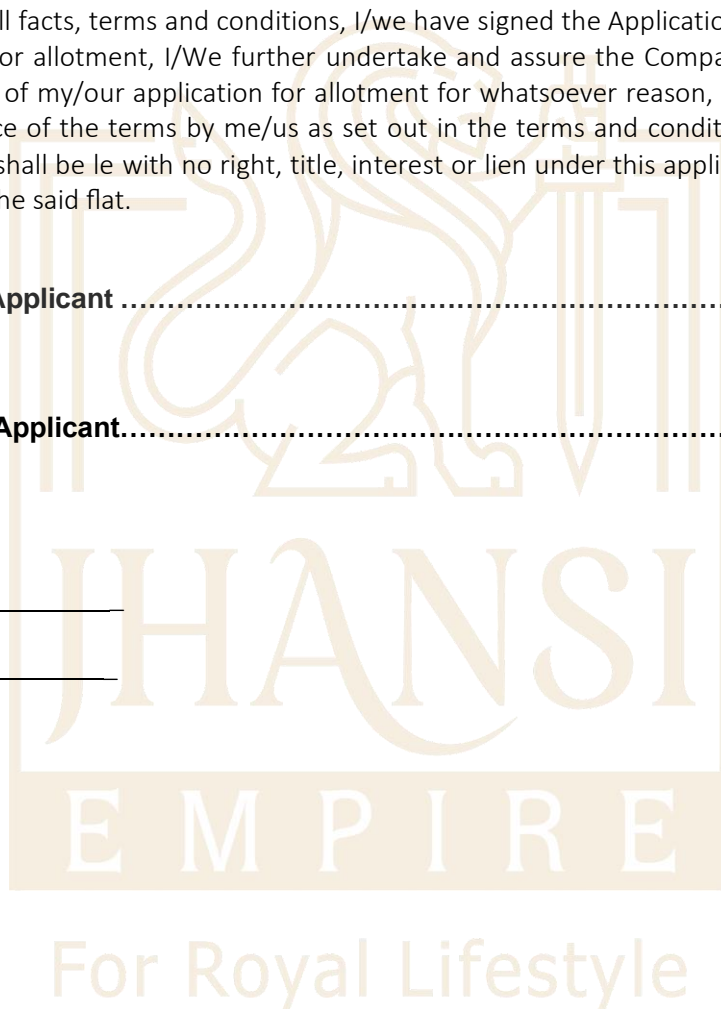 ll facts, terms and conditions, I/we have signed the Applicatio
or allotment, I/We further undertake and assure the Compa
of my/our application for allotment for whatsoever reason,
ce of the terms by me/us as set out in the terms and condit
shall be le with no right, title, interest or lien under this appli
he said flat.
Applicant ........................................................................
Applicant........................................................................
JHANSI
EMPIRE
For Royal Lifestyle